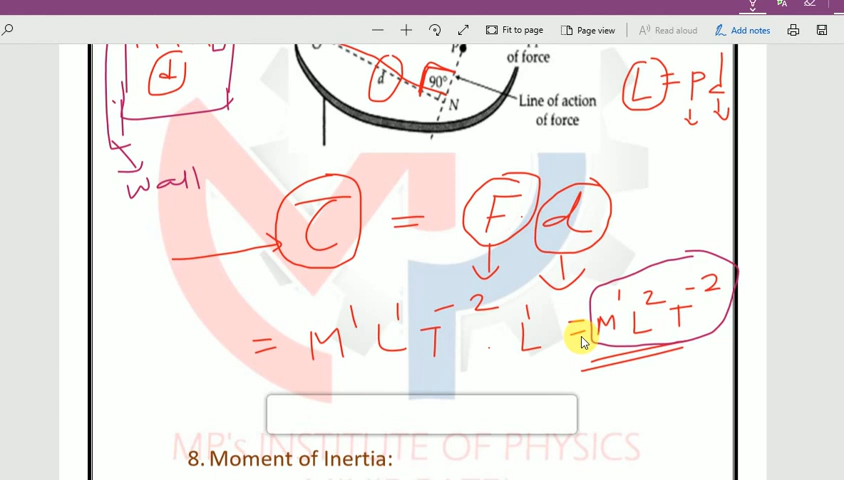 Fit to page
Page view
Read aloud
Add notes
d
d
90°
N
of force
Line of action
of force
L = pd
wall
τ = F d
= M¹ L¹ T⁻² . L¹ = M¹ L² T⁻²
MP's INSTITUTE OF PHYSICS
8. Moment of Inertia: